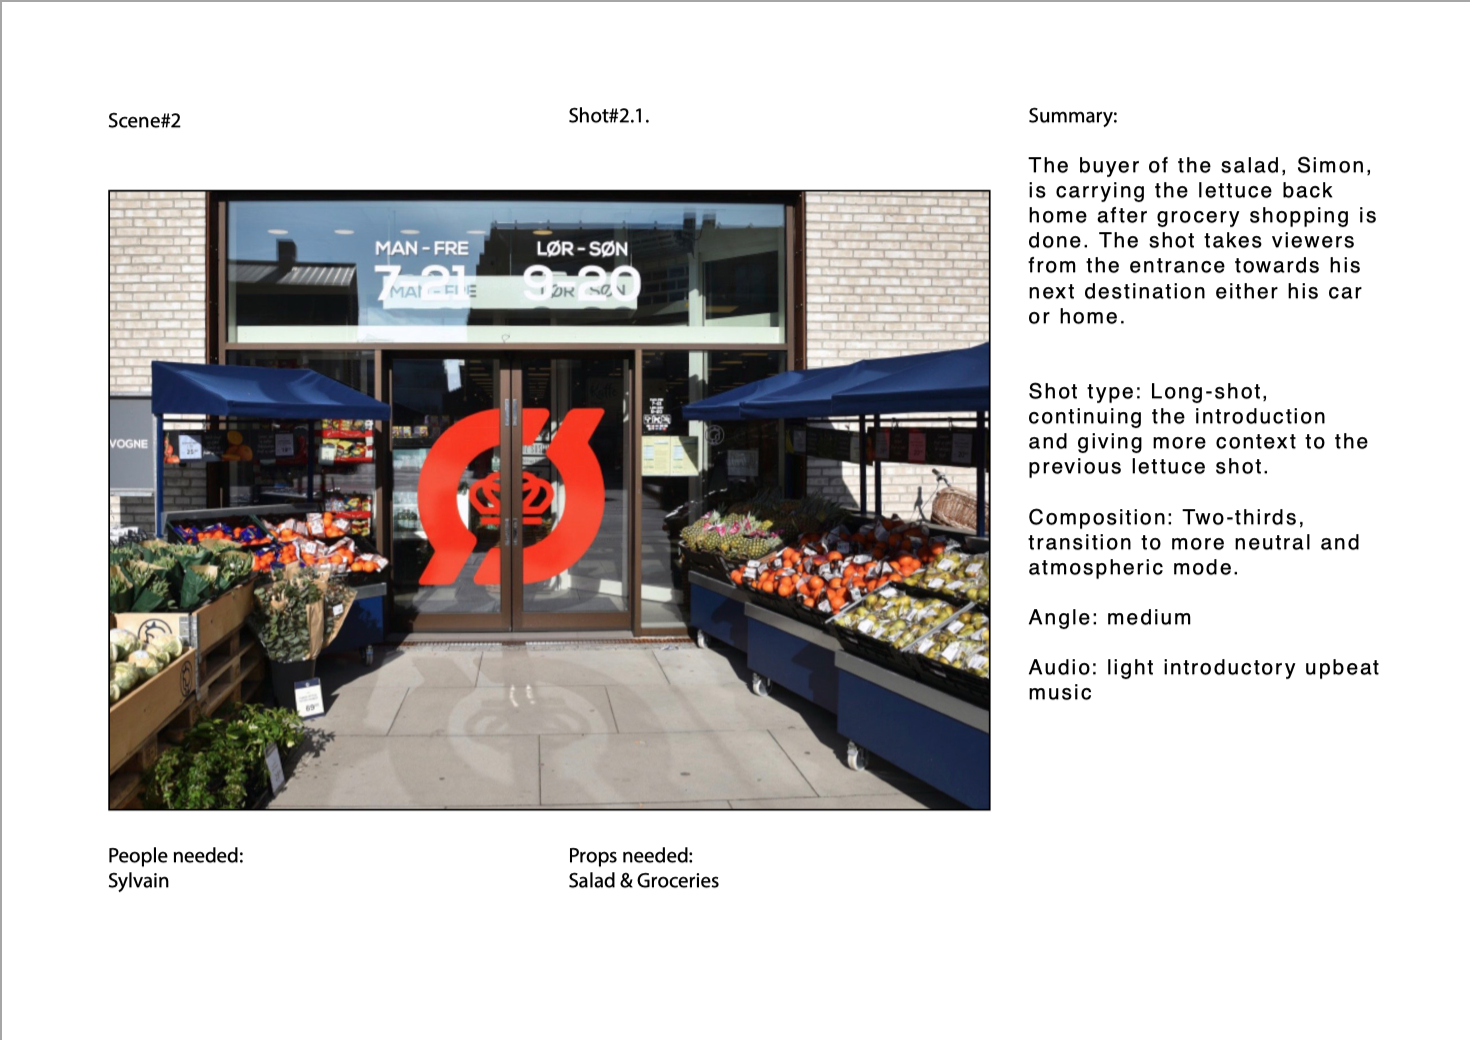 Scene#2
Shot#2.1.
Summary:
The buyer of the salad, Simon,
is carrying the lettuce back
home after grocery shopping is
done. The shot takes viewers
from the entrance towards his
next destination either his car
or home.
Shot type: Long-shot,
continuing the introduction
and giving more context to the
previous lettuce shot.
Composition: Two-thirds,
transition to more neutral and
atmospheric mode.
Angle: medium
Audio: light introductory upbeat
music
MAN - FRE
LØR - SØN
7-21
9-20
MAN - FRE
LØR - SØN
VOGNE
People needed:
Sylvain
Props needed:
Salad & Groceries